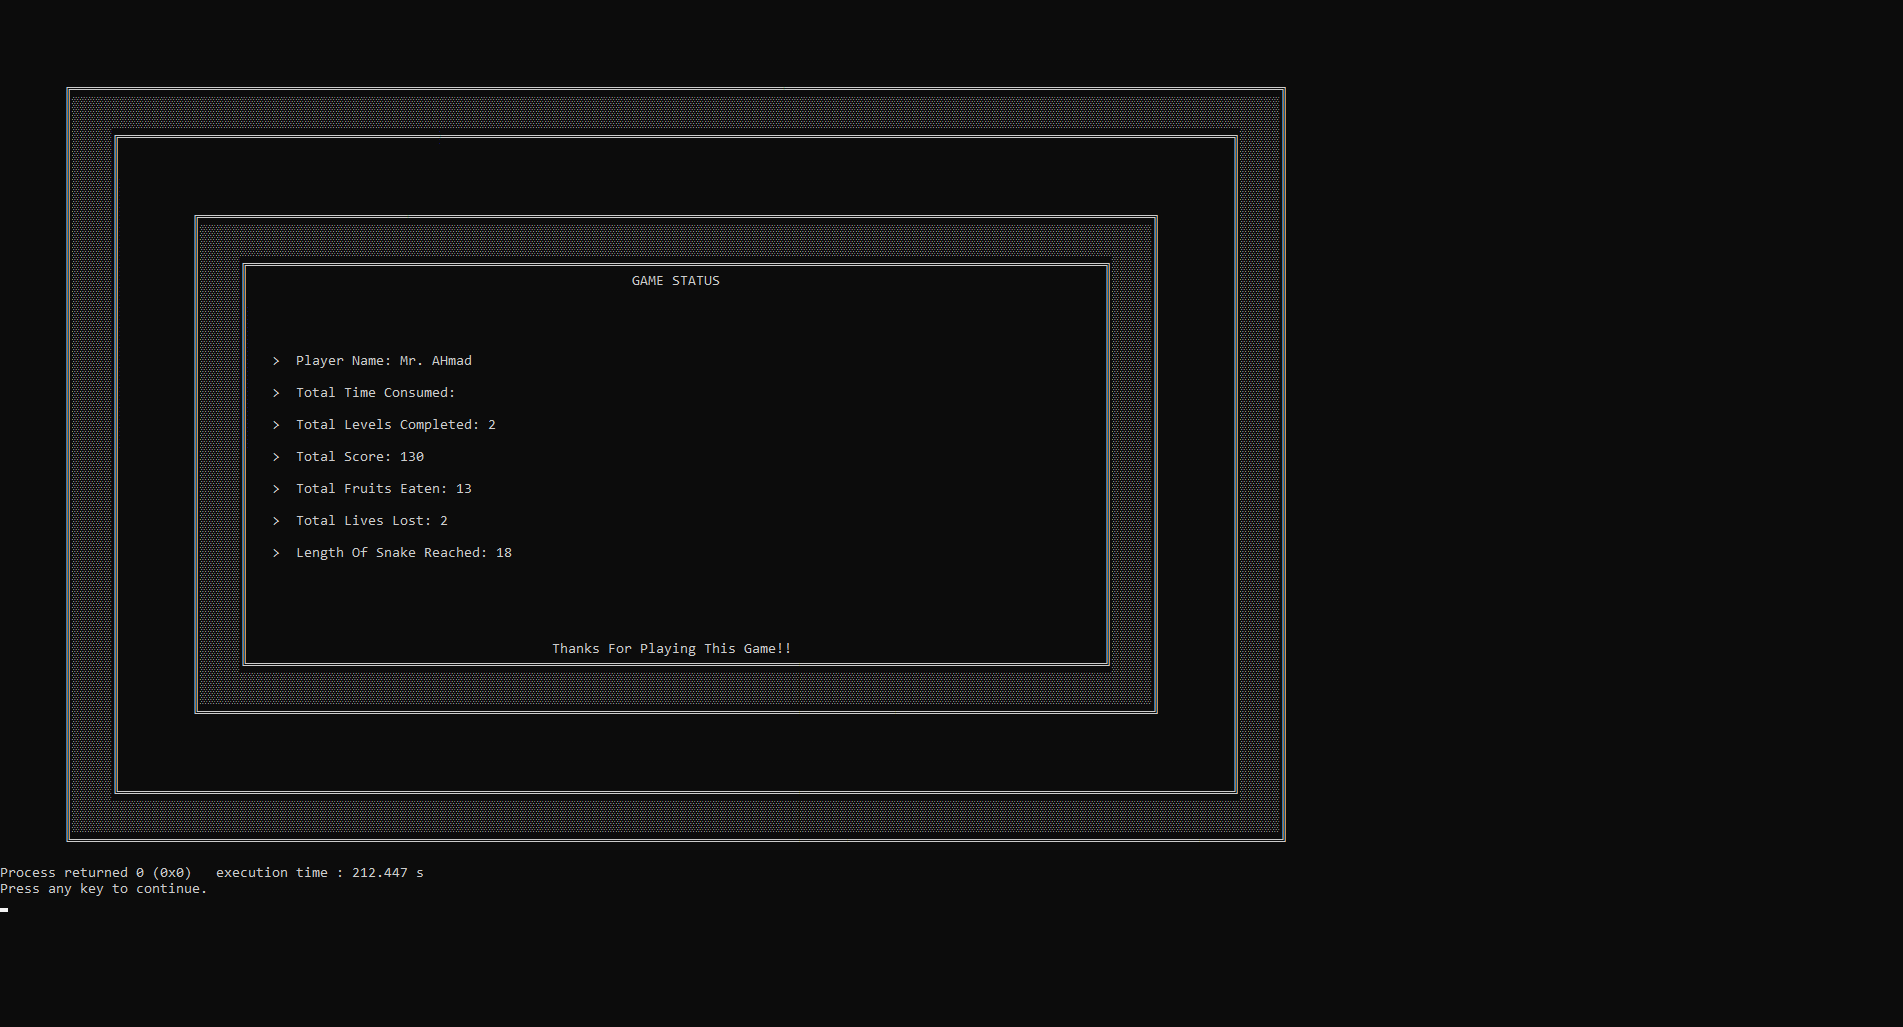 GAME STATUS
> Player Name: Mr. AHmad
> Total Time Consumed:
> Total Levels Completed: 2
> Total Score: 130
> Total Fruits Eaten: 13
> Total Lives Lost: 2
> Length Of Snake Reached: 18
Thanks For Playing This Game!!
Process returned 0 (0x0)   execution time : 212.447 s
Press any key to continue.